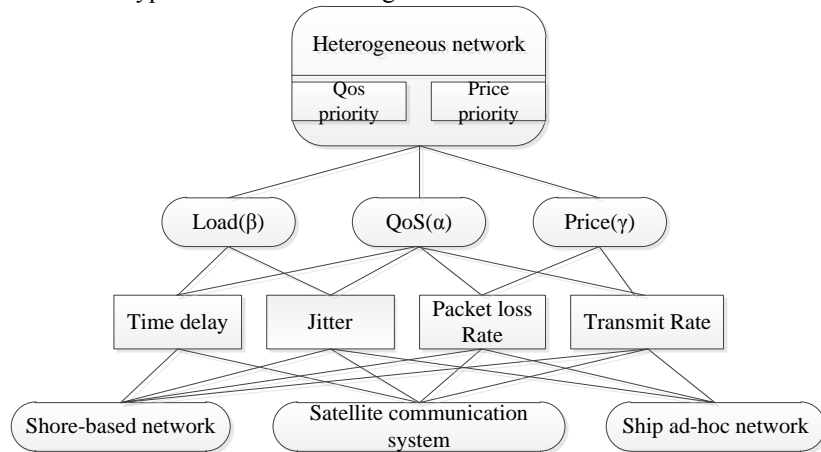 Heterogeneous network
Qos
priority
Price
priority
Load(β)
QoS(α)
Price(γ)
Time delay
Jitter
Packet loss
Rate
Transmit Rate
Shore-based network
Satellite communication
system
Ship ad-hoc network